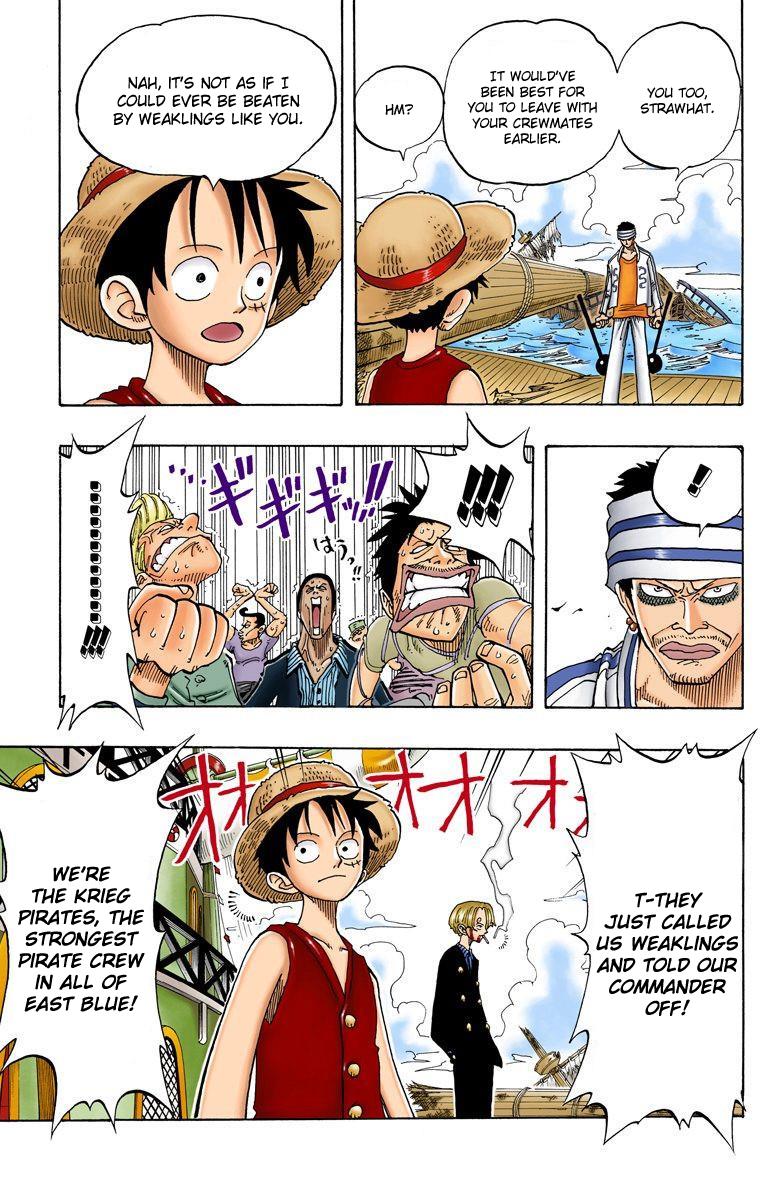 YOU TOO,
STRAWHAT.
IT WOULD'VE
BEEN BEST FOR
YOU TO LEAVE WITH
YOUR CREWMATES
EARLIER.
HM?
NAH, IT'S NOT AS IF I
COULD EVER BE BEATEN
BY WEAKLINGS LIKE YOU.
!
!!!
ギギギッ!!
はうっ!!
!!!
T-THEY
JUST CALLED
US WEAKLINGS
AND TOLD OUR
COMMANDER
OFF!
オオオオ
WE'RE
THE KRIEG
PIRATES, THE
STRONGEST
PIRATE CREW
IN ALL OF
EAST BLUE!